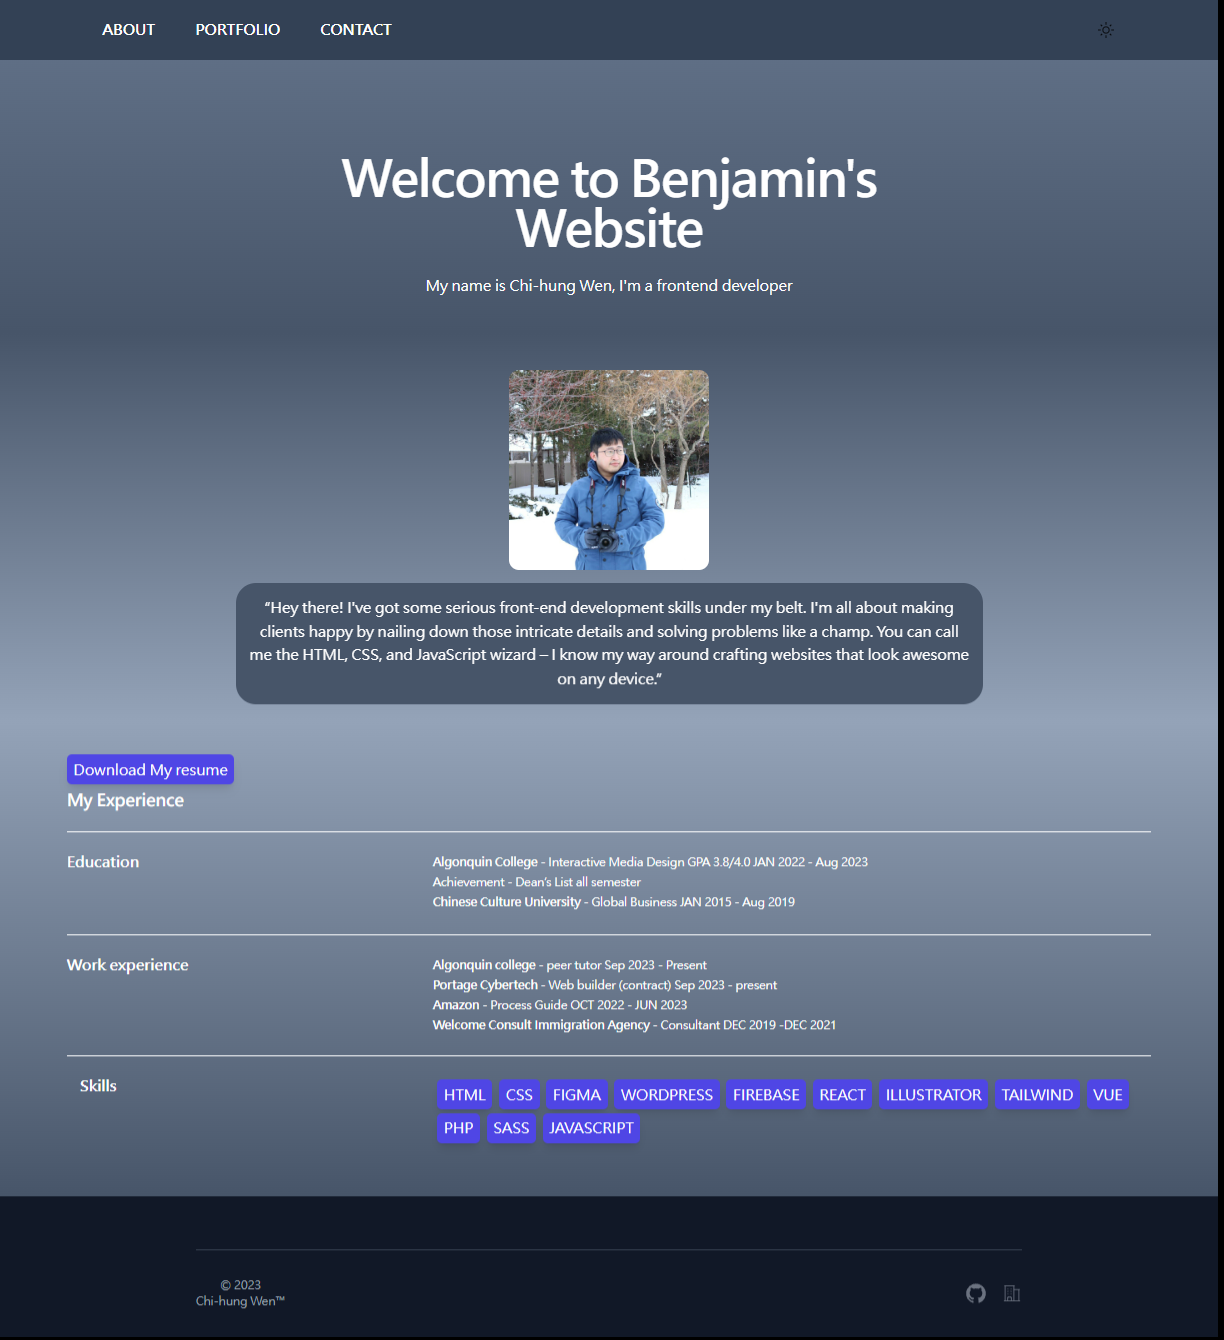 ABOUT PORTFOLIO CONTACT
Welcome to Benjamin's
Website
My name is Chi-hung Wen, I'm a frontend developer
“Hey there! I've got some serious front-end development skills under my belt. I'm all about making
clients happy by nailing down those intricate details and solving problems like a champ. You can call
me the HTML, CSS, and JavaScript wizard – I know my way around crafting websites that look awesome
on any device.”
Download My resume
My Experience
Education
Algonquin College - Interactive Media Design GPA 3.8/4.0 JAN 2022 - Aug 2023
Achievement - Dean's List all semester
Chinese Culture University - Global Business JAN 2015 - Aug 2019
Work experience
Algonquin college - peer tutor Sep 2023 - Present
Portage Cybertech - Web builder (contract) Sep 2023 - present
Amazon - Process Guide OCT 2022 - JUN 2023
Welcome Consult Immigration Agency - Consultant DEC 2019 -DEC 2021
Skills
HTML CSS FIGMA WORDPRESS FIREBASE REACT ILLUSTRATOR TAILWIND VUE
PHP SASS JAVASCRIPT
© 2023
Chi-hung Wen™